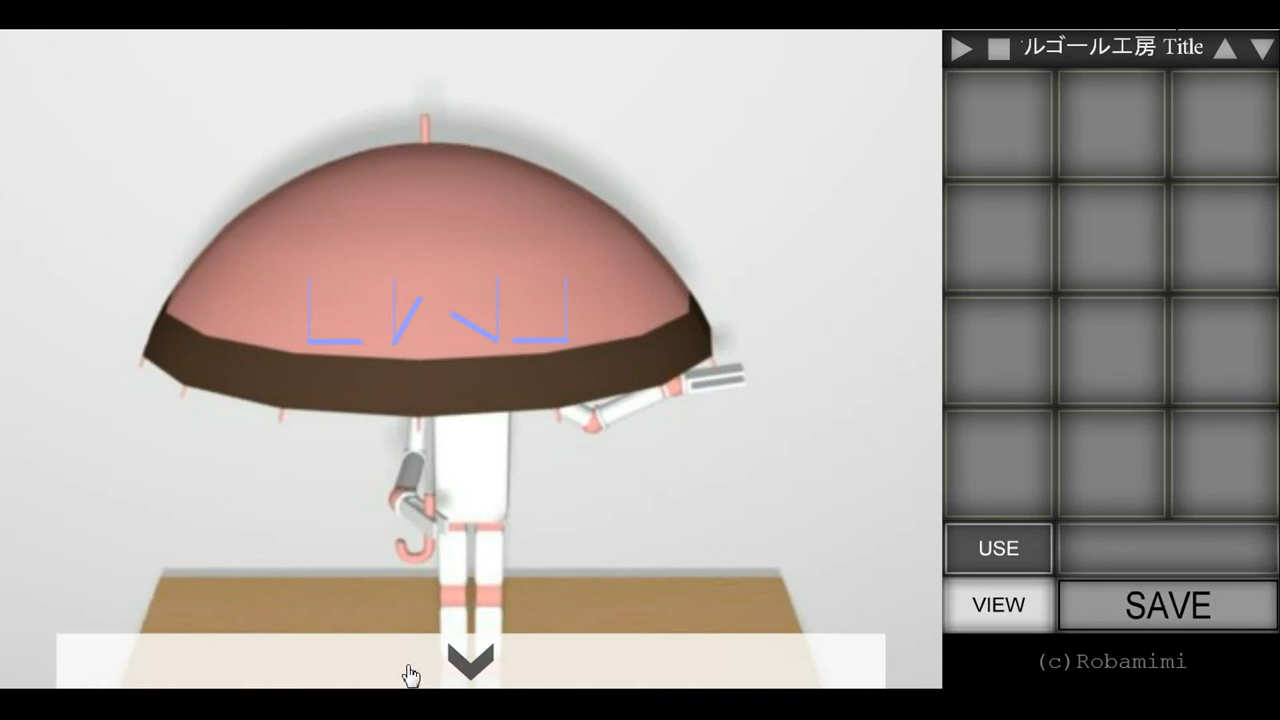 ルゴール工房 Title
USE
VIEW
SAVE
(c)Robamimi